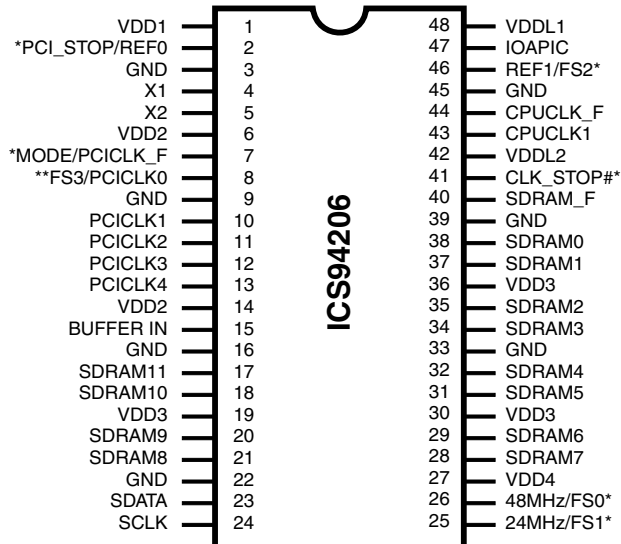 VDD1 1 48 VDDL1
*PCI_STOP/REF0 2 47 IOAPIC
GND 3 46 REF1/FS2*
X1 4 45 GND
X2 5 44 CPUCLK_F
VDD2 6 43 CPUCLK1
*MODE/PCICLK_F 7 42 VDDL2
**FS3/PCICLK0 8 41 CLK_STOP#*
GND 9 40 SDRAM_F
PCICLK1 10 39 GND
PCICLK2 11 38 SDRAM0
PCICLK3 12 37 SDRAM1
PCICLK4 13 36 VDD3
VDD2 14 35 SDRAM2
BUFFER IN 15 34 SDRAM3
GND 16 33 GND
SDRAM11 17 32 SDRAM4
SDRAM10 18 31 SDRAM5
VDD3 19 30 VDD3
SDRAM9 20 29 SDRAM6
SDRAM8 21 28 SDRAM7
GND 22 27 VDD4
SDATA 23 26 48MHz/FS0*
SCLK 24 25 24MHz/FS1*
ICS94206